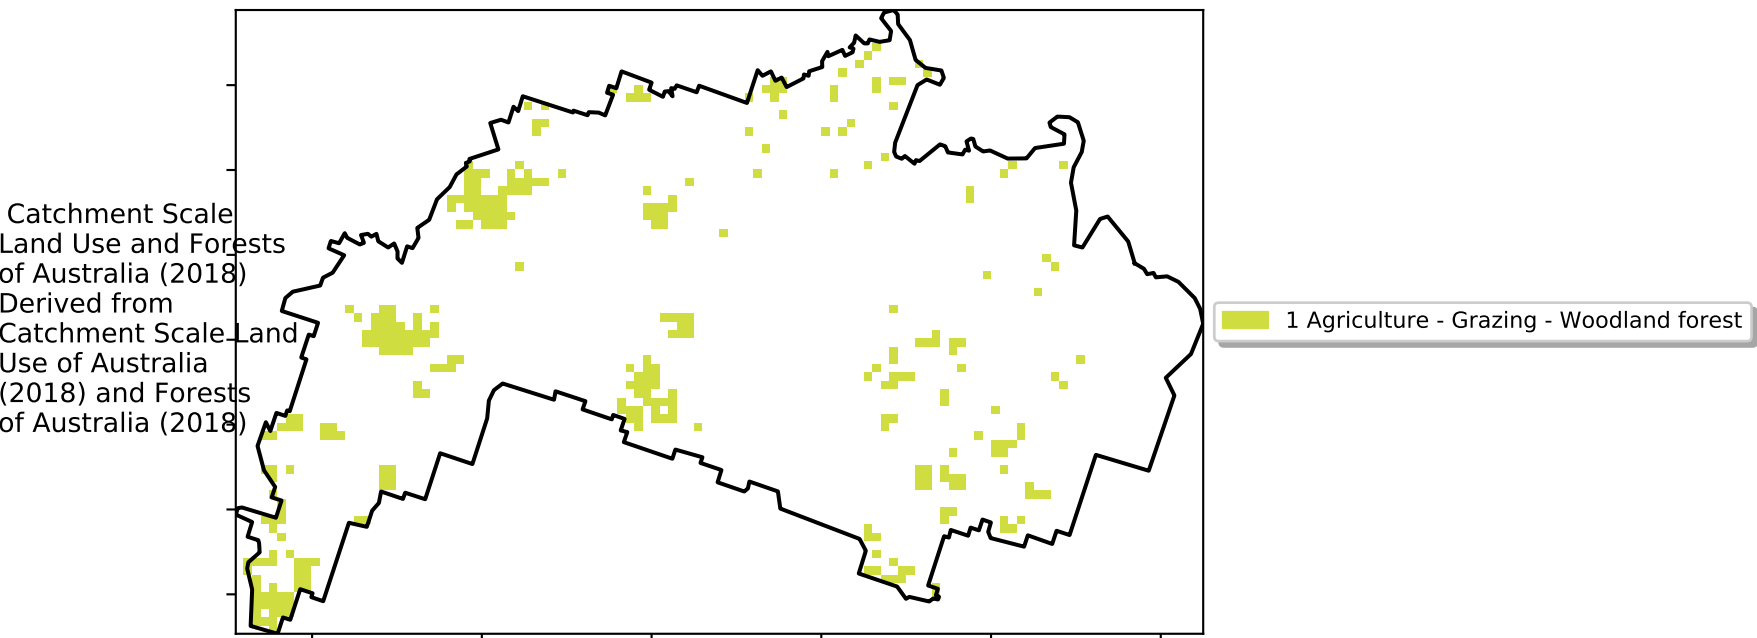 Catchment Scale
Land Use and Forests
of Australia (2018)
Derived from
Catchment Scale Land
Use of Australia
(2018) and Forests
of Australia (2018)
1 Agriculture - Grazing - Woodland forest